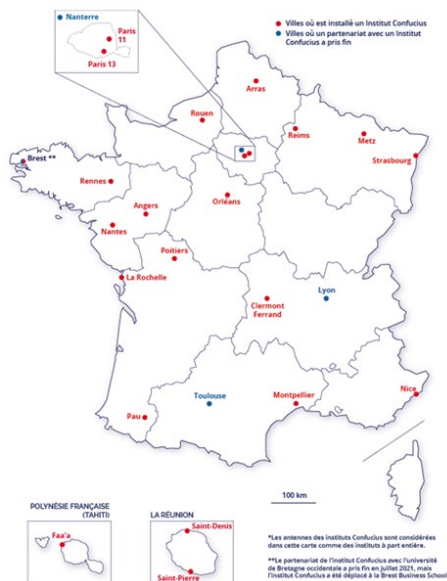 Nanterre
Paris
11
Paris 13
Villes où est installé un Institut Confucius
Villes où un partenariat avec un Institut
Confucius a pris fin
Arras
Rouen
Reims
Metz
Strasbourg
Brest **
Rennes
Angers
Orléans
Nantes
Poitiers
La Rochelle
Clermont
Ferrand
Lyon
Toulouse
Montpellier
Nice
Pau
100 km
POLYNÉSIE FRANÇAISE
(TAHITI)
Faa'a
LA RÉUNION
Saint-Denis
Saint-Pierre
*Les antennes des instituts Confucius sont considérées
dans cette carte comme des instituts à part entière.
**Le partenariat de l'institut Confucius avec l'université
de Bretagne occidentale a pris fin en juillet 2021, mais
l'institut Confucius a été déplacé à la Brest Business School